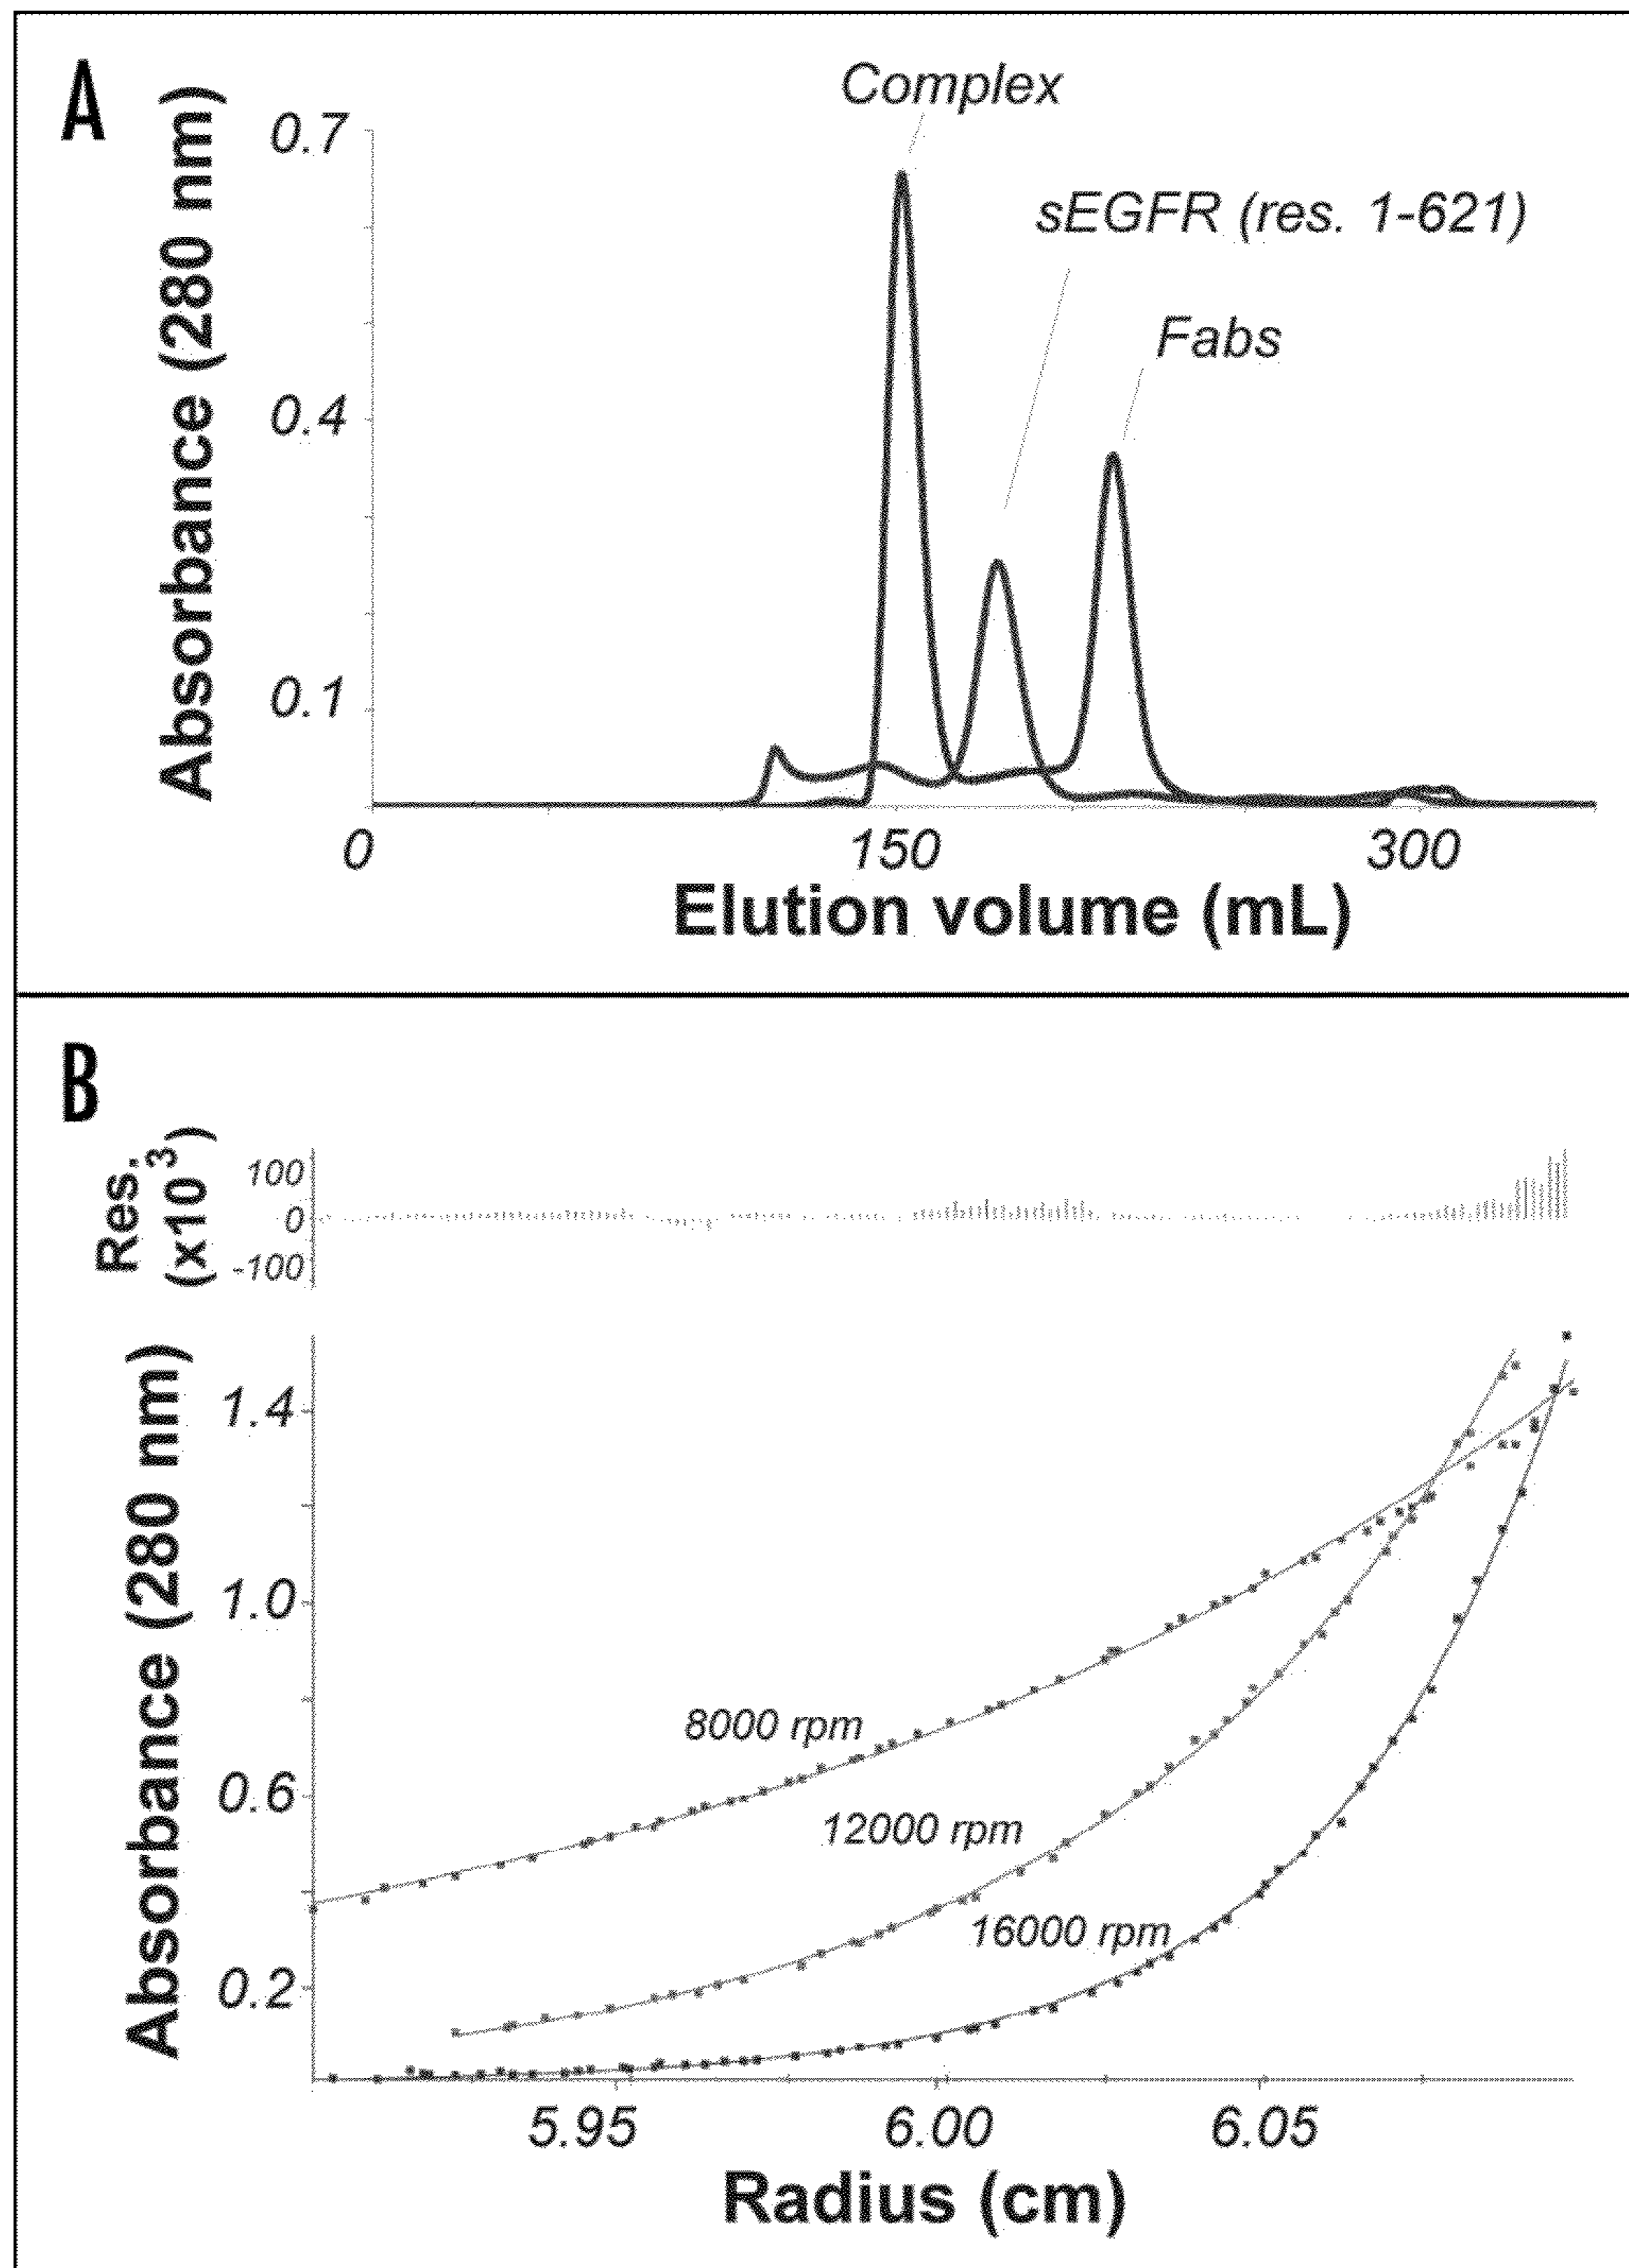 A
Absorbance (280 nm)
0.7
0.4
0.1
Complex
sEGFR (res. 1-621)
Fabs
0
150
300
Elution volume (mL)
B
Res.
(x10³)
100
0
-100
Absorbance (280 nm)
1.4
1.0
0.6
0.2
8000 rpm
12000 rpm
16000 rpm
5.95
6.00
6.05
Radius (cm)